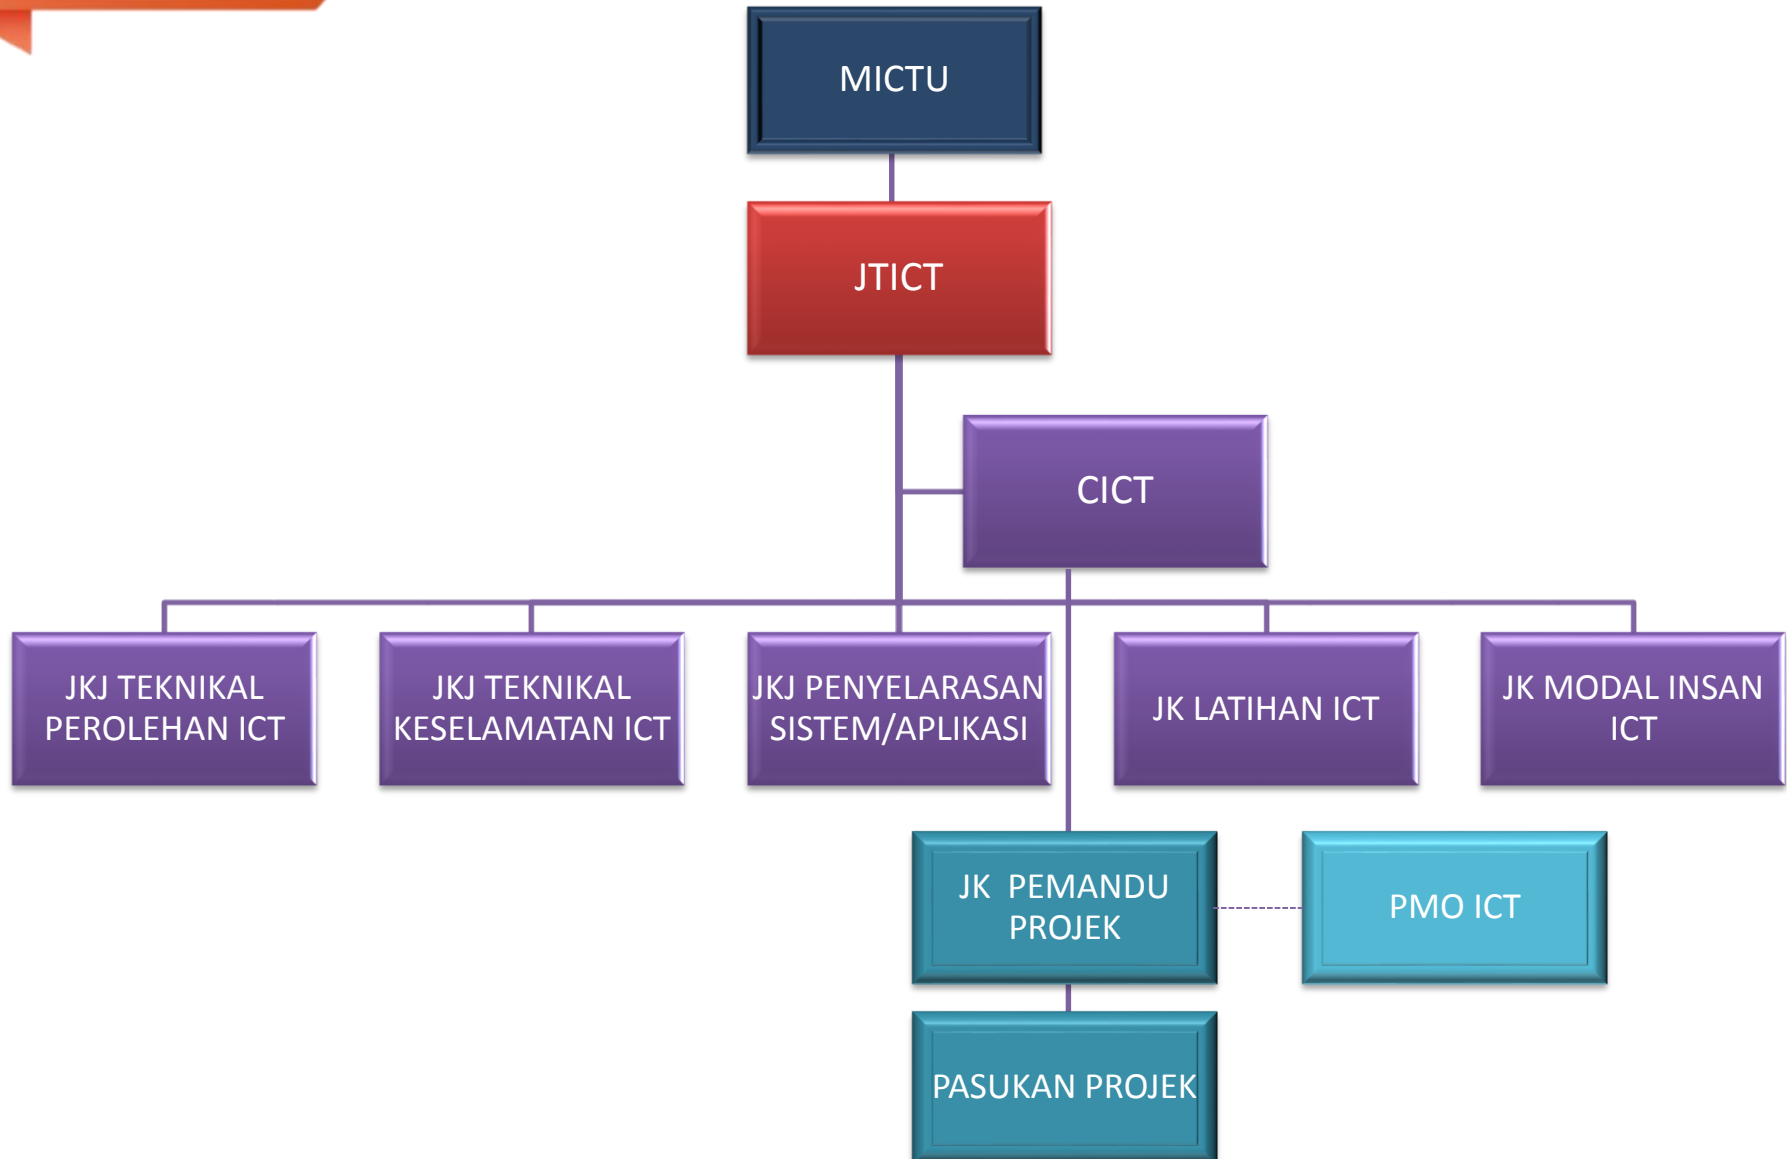 MICTU
JTICT
CICT
JKJ TEKNIKAL
PEROLEHAN ICT
JKJ TEKNIKAL
KESELAMATAN ICT
JKJ PENYELARASAN
SISTEM/APLIKASI
JK LATIHAN ICT
JK MODAL INSAN
ICT
JK  PEMANDU
PROJEK
PMO ICT
PASUKAN PROJEK